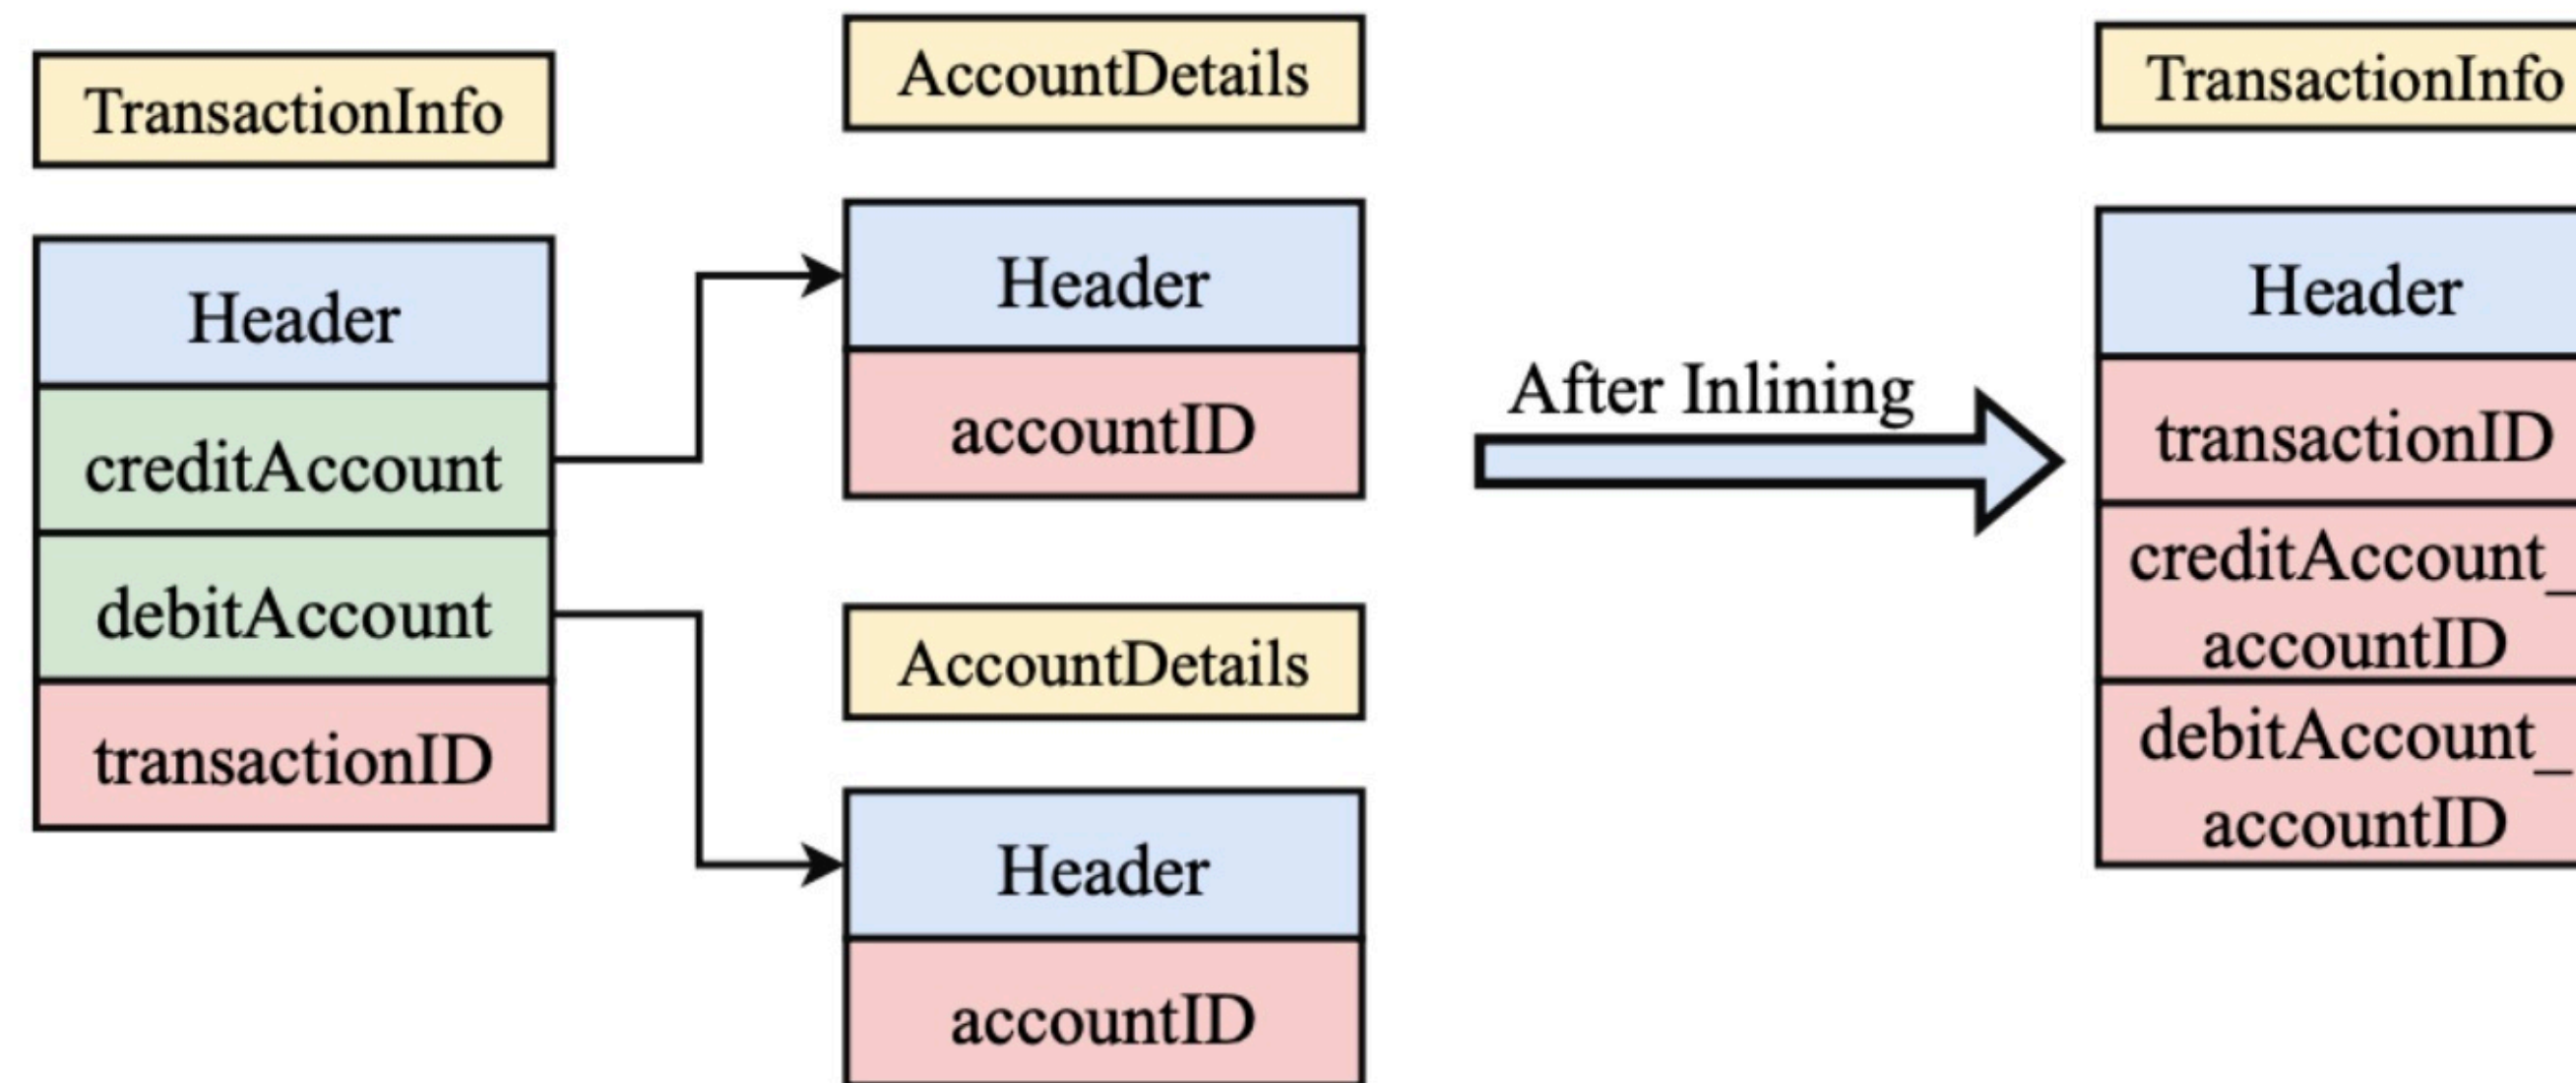 TransactionInfo
Header
creditAccount
debitAccount
transactionID
AccountDetails
Header
accountID
AccountDetails
Header
accountID
After Inlining
TransactionInfo
Header
transactionID
creditAccount_
accountID
debitAccount_
accountID